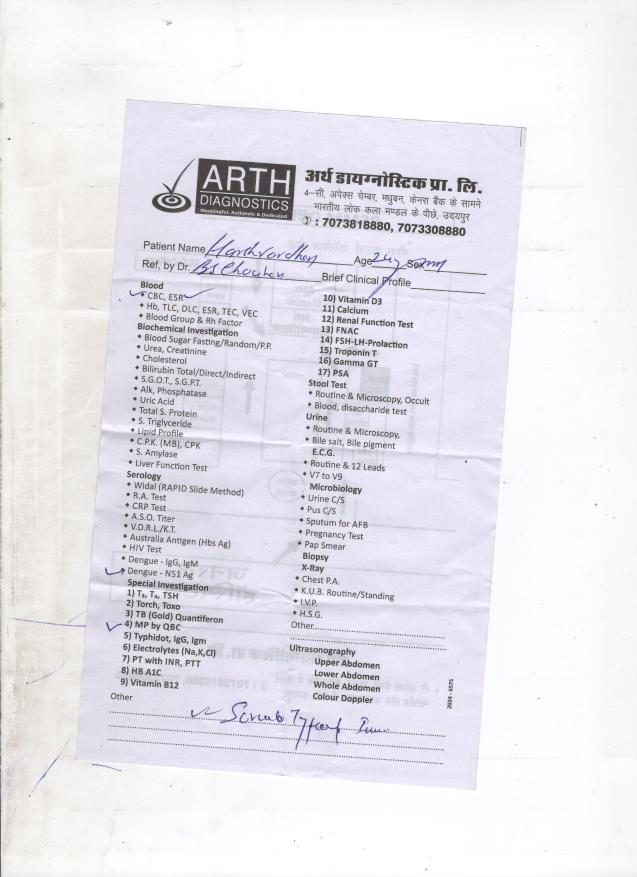 ARTH
DIAGNOSTICS
Meaningful, Authentic & Dedicated
अर्थ डायग्नोस्टिक प्रा. लि.
4–सी, अपेक्स चेम्बर, मधुबन, केनरा बैंक के सामने
भारतीय लोक कला मण्डल के पीछे, उदयपुर
: 7073818880, 7073308880
Patient Name Harshvardhan Age 24y Sex m
Ref, by Dr. BS Chouhan Brief Clinical Profile
Blood
CBC, ESR
Hb, TLC, DLC, ESR, TEC, VEC
Blood Group & Rh Factor
Biochemical Investigation
Blood Sugar Fasting/Random/P.P.
Urea, Creatinine
Cholesterol
Bilirubin Total/Direct/Indirect
S.G.O.T., S.G.P.T.
Alk, Phosphatase
Uric Acid
Total S. Protein
S. Triglyceride
Lipid Profile
C.P.K. (MB), CPK
S. Amylase
Liver Function Test
Serology
Widal (RAPID Slide Method)
R.A. Test
CRP Test
A.S.O. Titer
V.D.R.L./K.T.
Australia Antigen (Hbs Ag)
HIV Test
Dengue - IgG, IgM
Dengue - NS1 Ag
Special Investigation
1) T₃, T₄, TSH
2) Torch, Toxo
3) TB (Gold) Quantiferon
4) MP by QBC
5) Typhidot, IgG, Igm
6) Electrolytes (Na,K,Cl)
7) PT with INR, PTT
8) HB A1C
9) Vitamin B12
10) Vitamin D3
11) Calcium
12) Renal Function Test
13) FNAC
14) FSH-LH-Prolaction
15) Troponin T
16) Gamma GT
17) PSA
Stool Test
Routine & Microscopy, Occult
Blood, disaccharide test
Urine
Routine & Microscopy,
Bile salt, Bile pigment
E.C.G.
Routine & 12 Leads
V7 to V9
Microbiology
Urine C/S
Pus C/S
Sputum for AFB
Pregnancy Test
Pap Smear
Biopsy
X-Ray
Chest P.A.
K.U.B. Routine/Standing
I.V.P.
H.S.G.
Other
Ultrasonography
Upper Abdomen
Lower Abdomen
Whole Abdomen
Colour Doppler
2024 - 6575
Other
Scrub